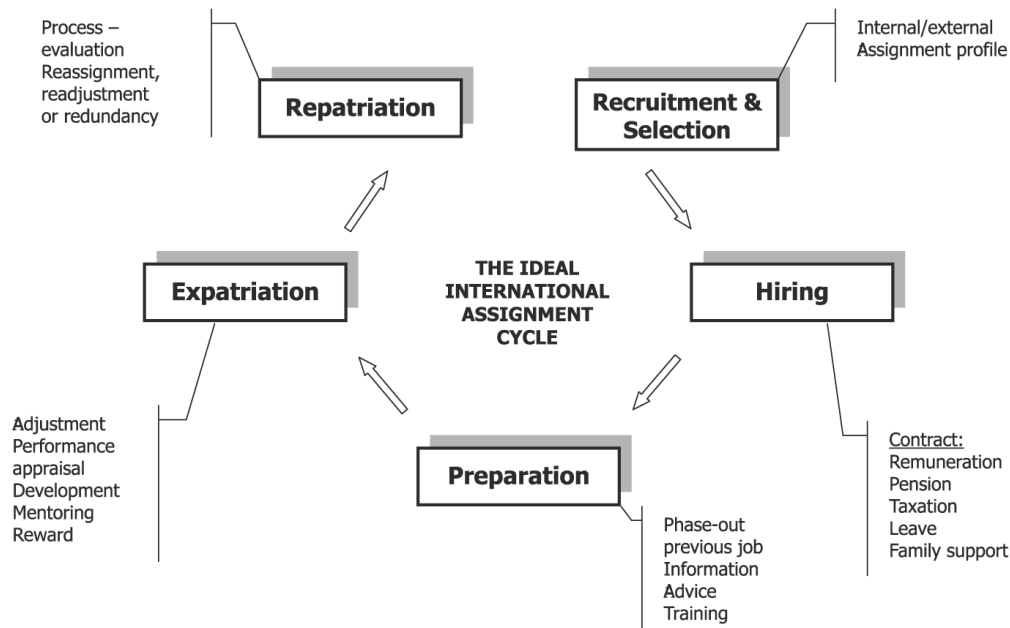 Process –
evaluation
Reassignment,
readjustment
or redundancy
Repatriation
Recruitment &
Selection
Internal/external
Assignment profile
Expatriation
THE IDEAL
INTERNATIONAL
ASSIGNMENT
CYCLE
Hiring
Adjustment
Performance
appraisal
Development
Mentoring
Reward
Preparation
Contract:
Remuneration
Pension
Taxation
Leave
Family support
Phase-out
previous job
Information
Advice
Training